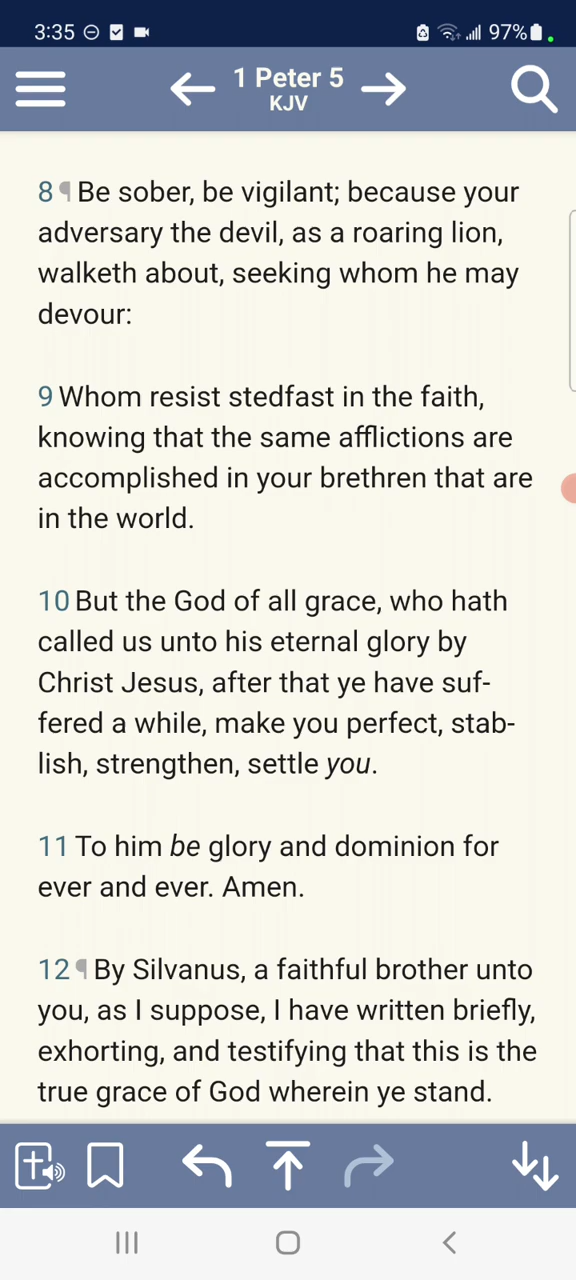 3:35 97%
1 Peter 5
KJV
8 ¶ Be sober, be vigilant; because your
adversary the devil, as a roaring lion,
walketh about, seeking whom he may
devour:
9 Whom resist stedfast in the faith,
knowing that the same afflictions are
accomplished in your brethren that are
in the world.
10 But the God of all grace, who hath
called us unto his eternal glory by
Christ Jesus, after that ye have suf-
fered a while, make you perfect, stab-
lish, strengthen, settle you.
11 To him be glory and dominion for
ever and ever. Amen.
12 ¶ By Silvanus, a faithful brother unto
you, as I suppose, I have written briefly,
exhorting, and testifying that this is the
true grace of God wherein ye stand.